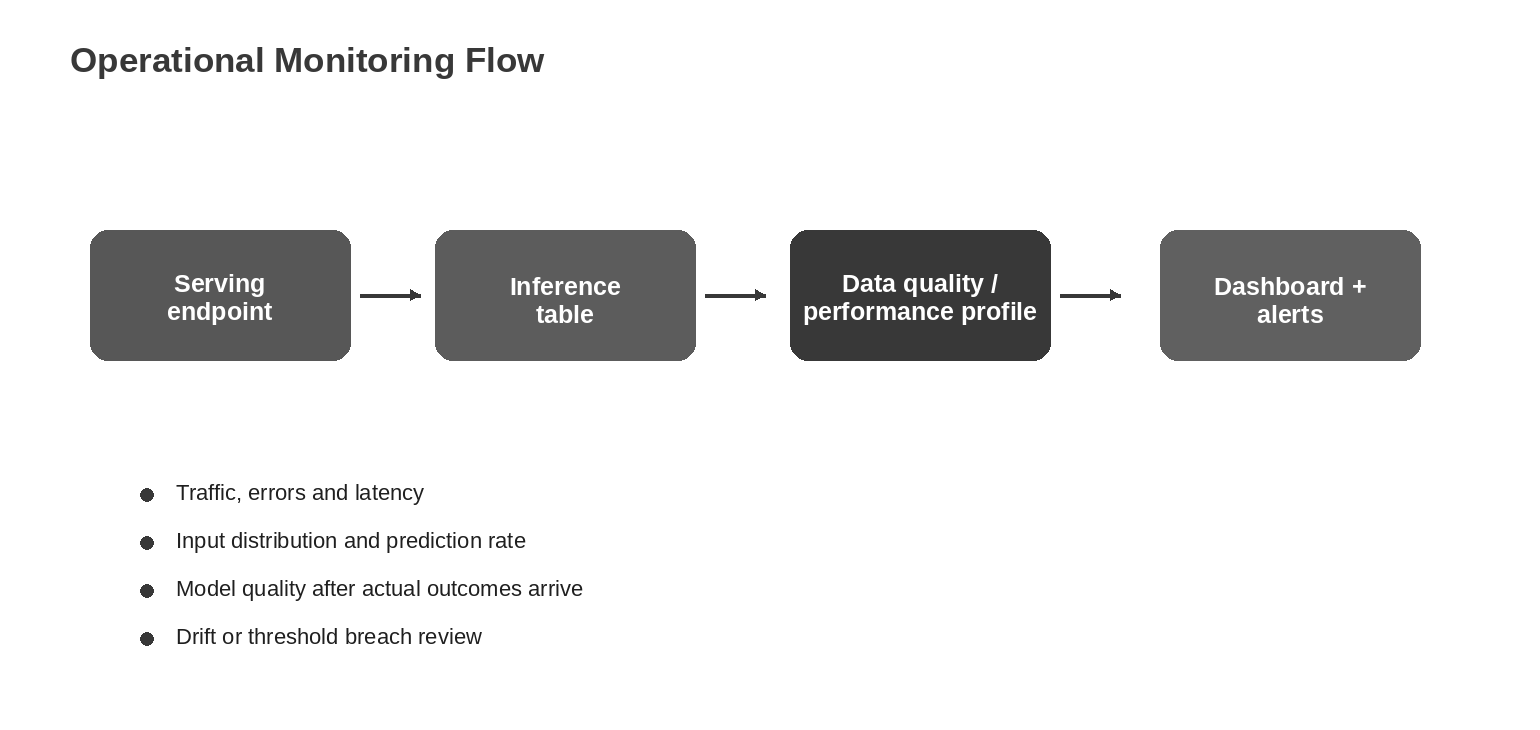 Operational Monitoring Flow
Serving
endpoint
Inference
table
Data quality /
performance profile
Dashboard +
alerts
Traffic, errors and latency
Input distribution and prediction rate
Model quality after actual outcomes arrive
Drift or threshold breach review